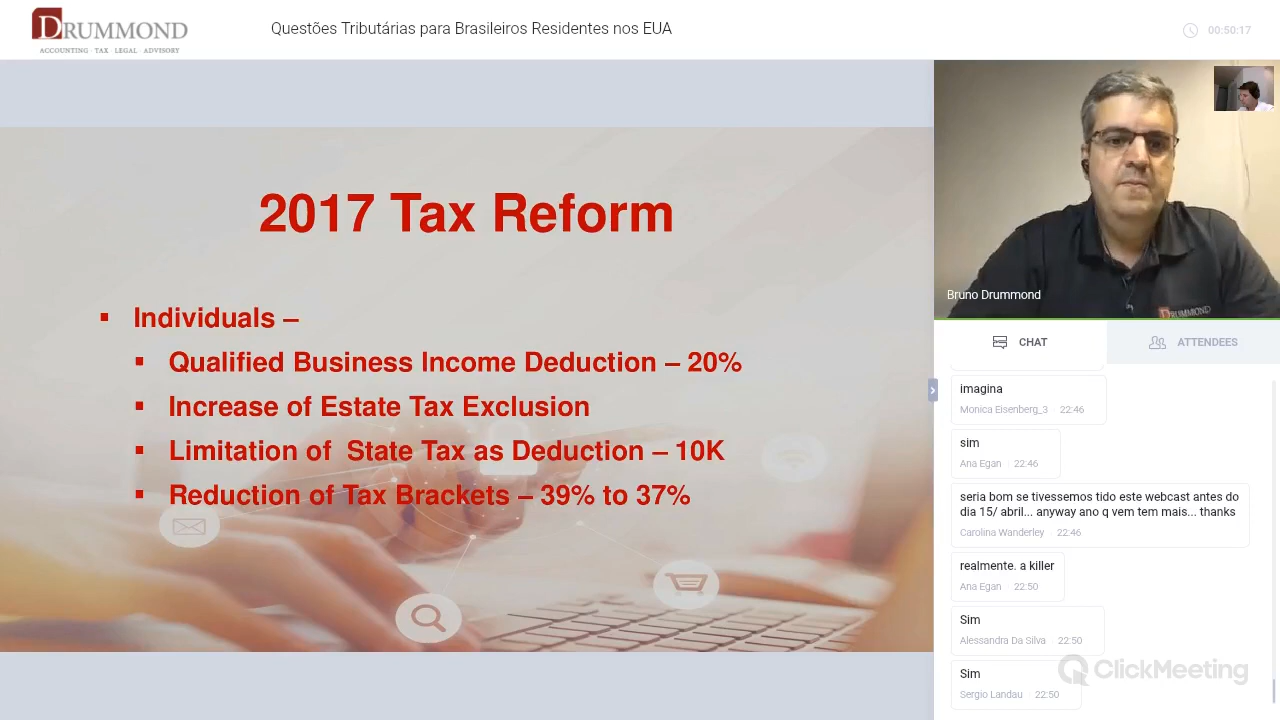 DRUMMOND
ACCOUNTING · TAX · LEGAL · ADVISORY
Questões Tributárias para Brasileiros Residentes nos EUA
00:50:17
2017 Tax Reform
▪ Individuals –
▪ Qualified Business Income Deduction – 20%
▪ Increase of Estate Tax Exclusion
▪ Limitation of State Tax as Deduction – 10K
▪ Reduction of Tax Brackets – 39% to 37%
Bruno Drummond
DRUMMOND
CHAT
ATTENDEES
imagina
Monica Eisenberg_3 · 22:46
sim
Ana Egan · 22:46
seria bom se tivessemos tido este webcast antes do
dia 15/ abril... anyway ano q vem tem mais... thanks
Carolina Wanderley · 22:46
realmente. a killer
Ana Egan · 22:50
Sim
Alessandra Da Silva · 22:50
Sim
Sergio Landau · 22:50
ClickMeeting